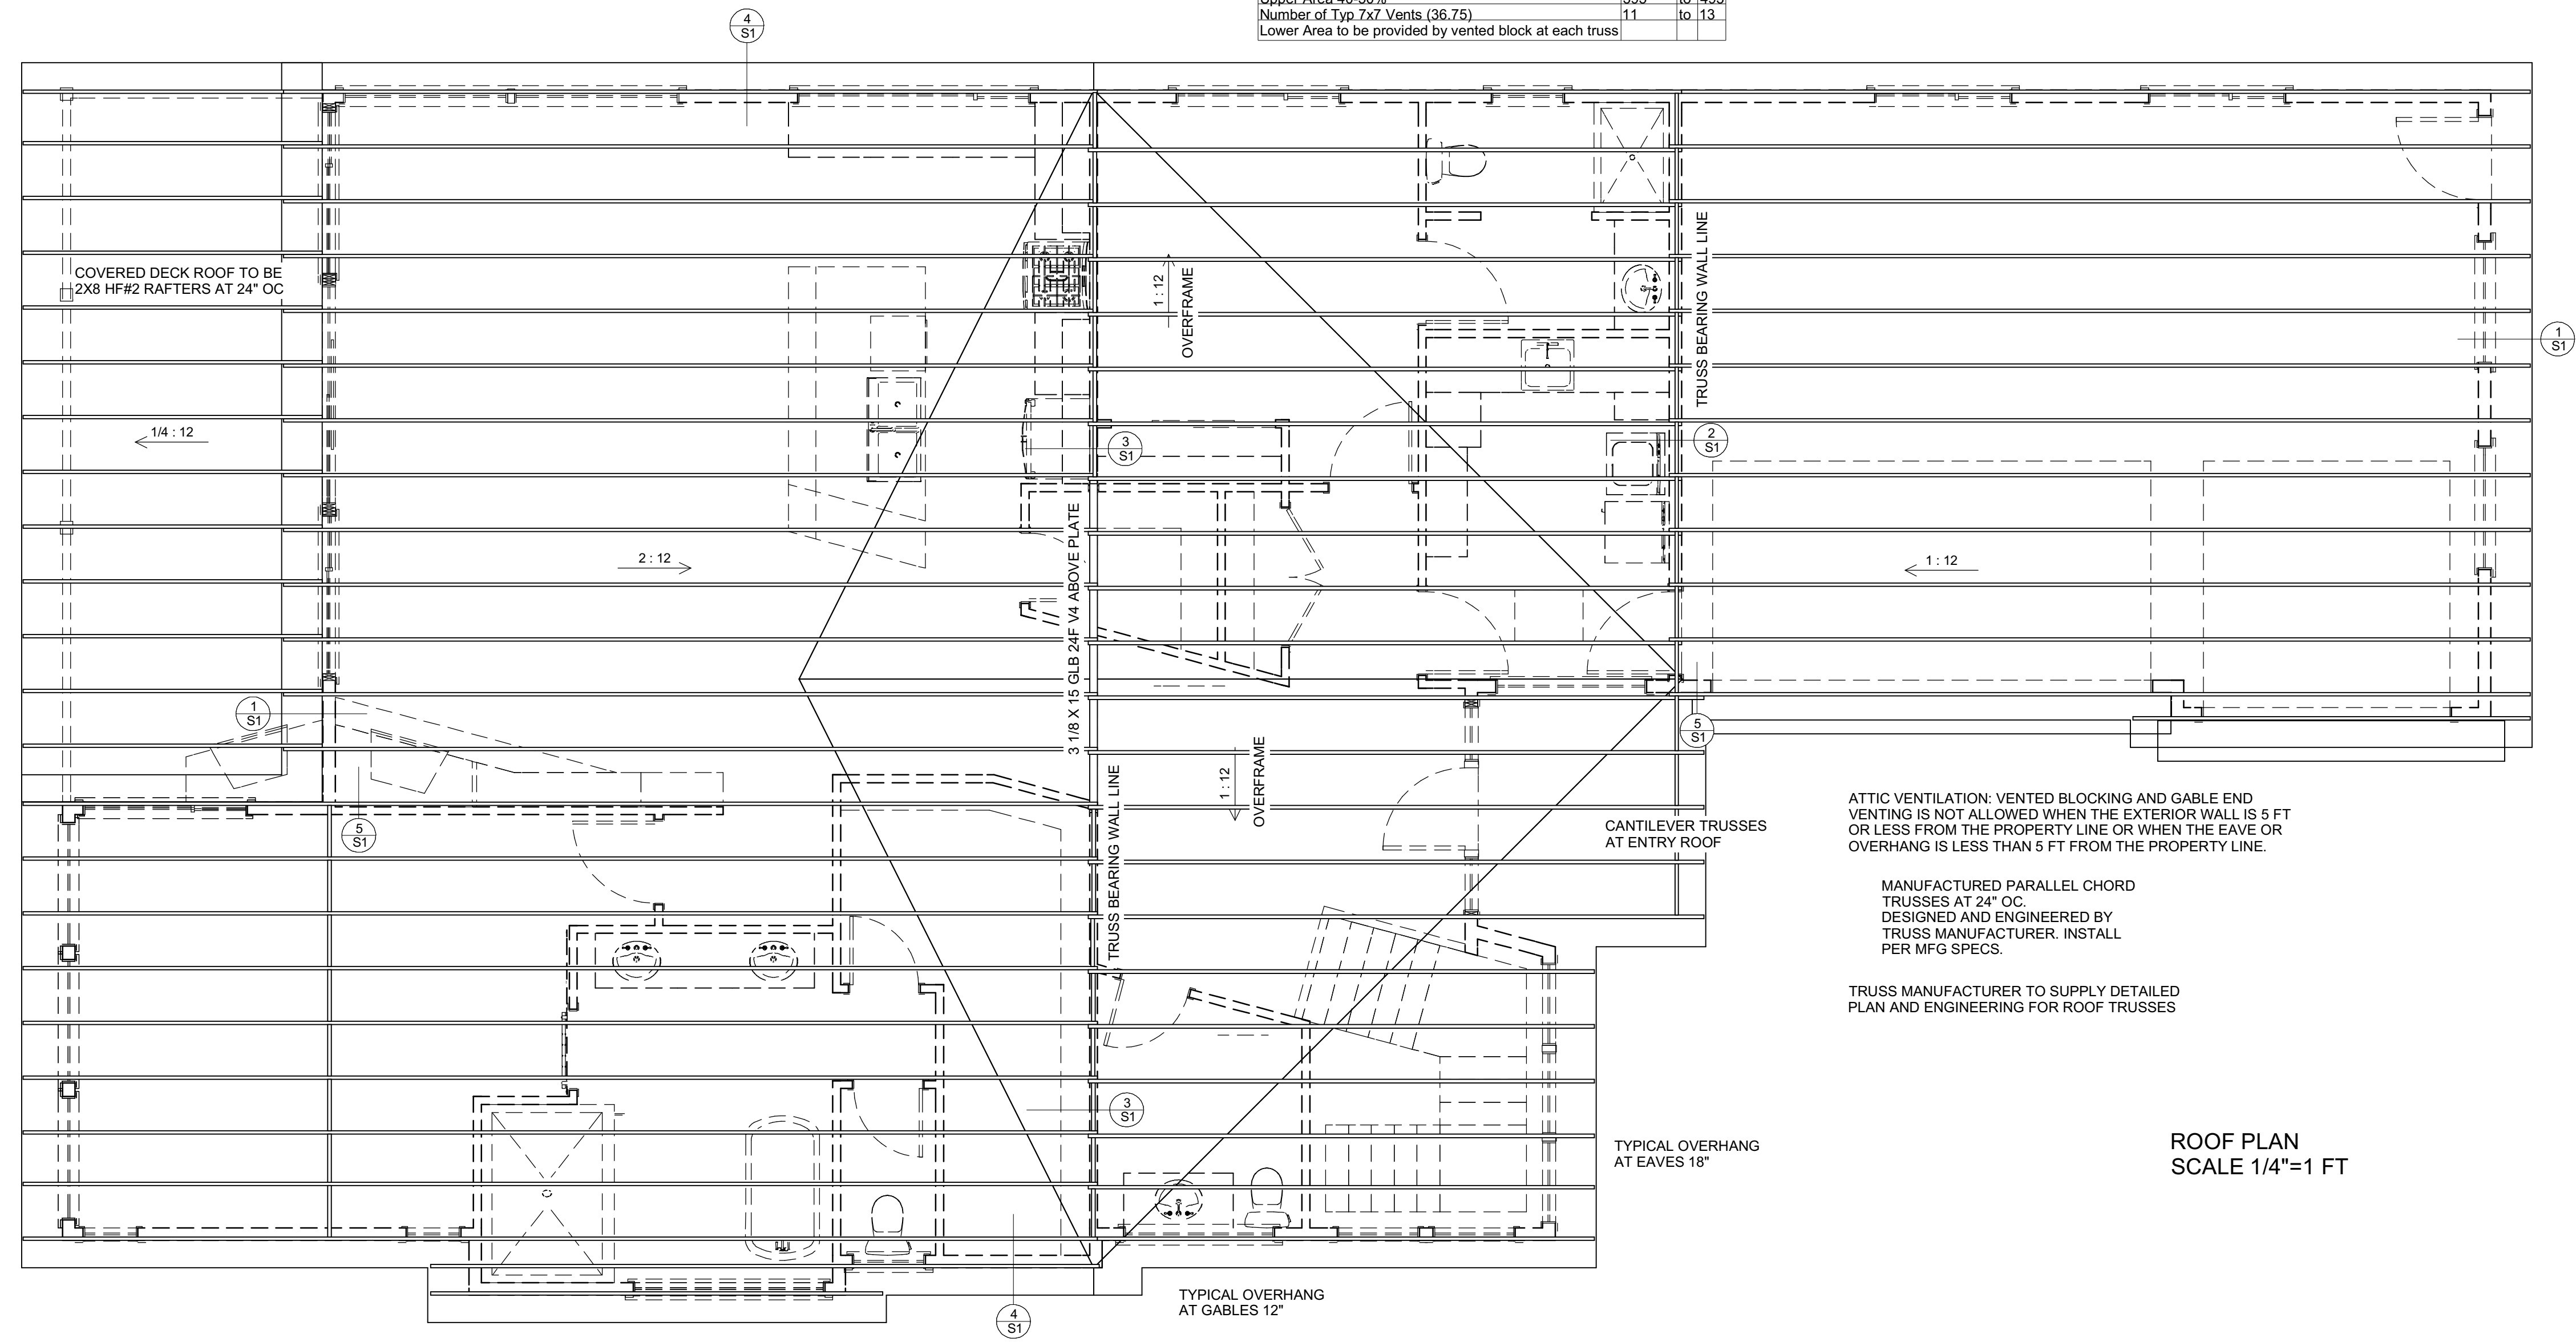 Upper Area 40-50% 395 to 493
Number of Typ 7x7 Vents (36.75) 11 to 13
Lower Area to be provided by vented block at each truss
4
S1
COVERED DECK ROOF TO BE
2X8 HF#2 RAFTERS AT 24" OC
1 : 12
OVERFRAME
TRUSS BEARING WALL LINE
1
S1
1/4 : 12
3
S1
2
S1
3 1/8 X 15 GLB 24F V4 ABOVE PLATE
2 : 12
1 : 12
1
S1
5
S1
5
S1
1 : 12
OVERFRAME
TRUSS BEARING WALL LINE
CANTILEVER TRUSSES
AT ENTRY ROOF
ATTIC VENTILATION: VENTED BLOCKING AND GABLE END
VENTING IS NOT ALLOWED WHEN THE EXTERIOR WALL IS 5 FT
OR LESS FROM THE PROPERTY LINE OR WHEN THE EAVE OR
OVERHANG IS LESS THAN 5 FT FROM THE PROPERTY LINE.
MANUFACTURED PARALLEL CHORD
TRUSSES AT 24" OC.
DESIGNED AND ENGINEERED BY
TRUSS MANUFACTURER. INSTALL
PER MFG SPECS.
TRUSS MANUFACTURER TO SUPPLY DETAILED
PLAN AND ENGINEERING FOR ROOF TRUSSES
3
S1
TYPICAL OVERHANG
AT EAVES 18"
ROOF PLAN
SCALE 1/4"=1 FT
TYPICAL OVERHANG
AT GABLES 12"
4
S1